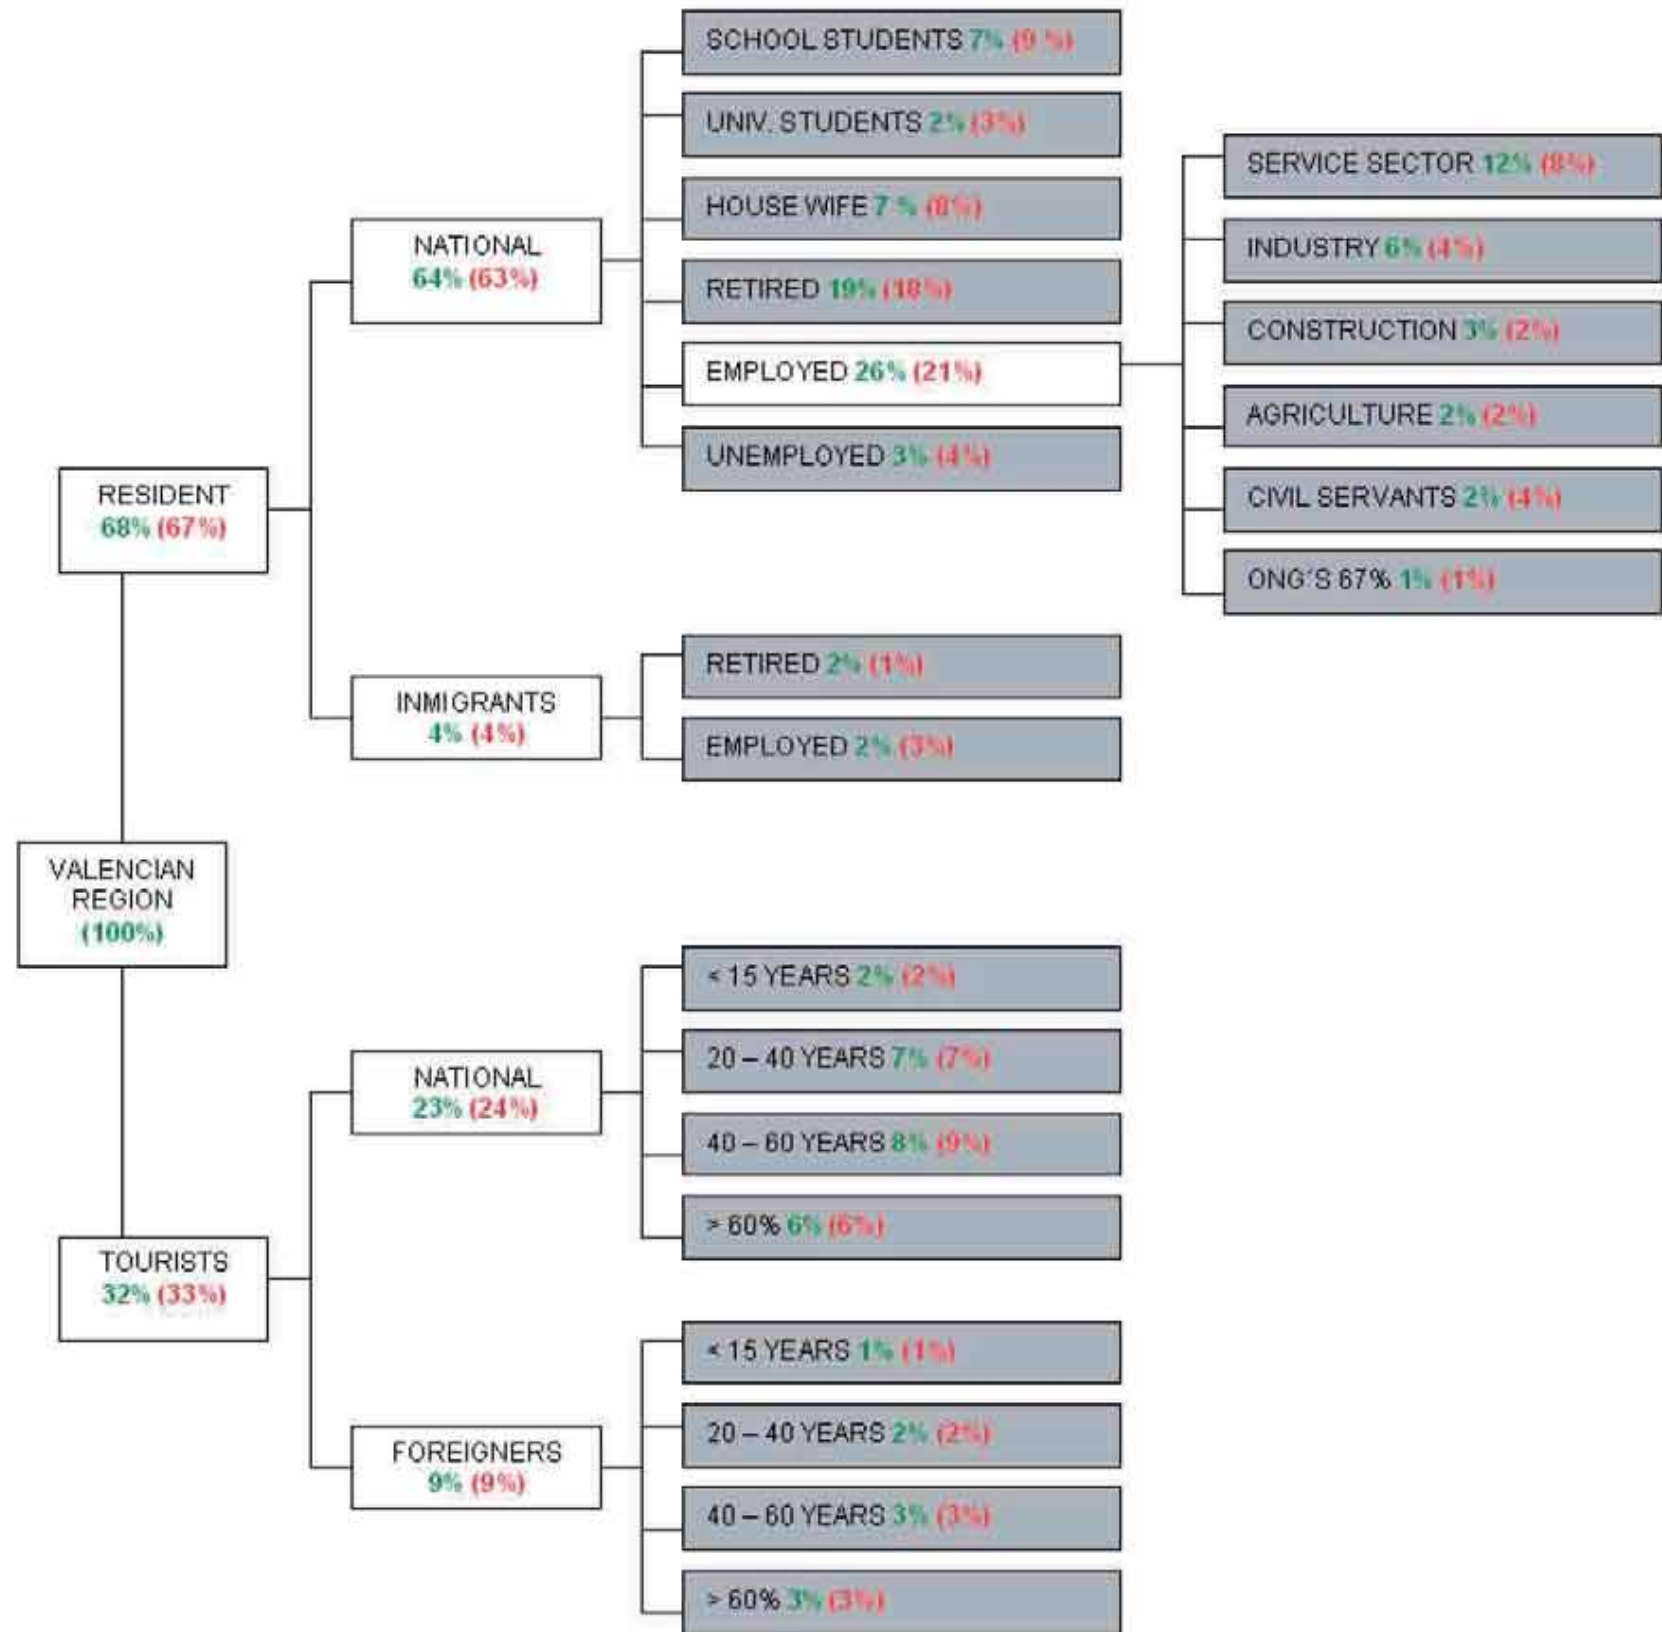 SCHOOL STUDENTS 7% (9 %)
UNIV. STUDENTS 2% (3%)
HOUSE WIFE 7 % (8%)
RETIRED 19% (18%)
EMPLOYED 26% (21%)
UNEMPLOYED 3% (4%)
SERVICE SECTOR 12% (8%)
INDUSTRY 6% (4%)
CONSTRUCTION 3% (2%)
AGRICULTURE 2% (2%)
CIVIL SERVANTS 2% (4%)
ONG´S 67% 1% (1%)
NATIONAL
64% (63%)
RESIDENT
68% (67%)
INMIGRANTS
4% (4%)
RETIRED 2% (1%)
EMPLOYED 2% (3%)
VALENCIAN
REGION
(100%)
TOURISTS
32% (33%)
NATIONAL
23% (24%)
< 15 YEARS 2% (2%)
20 – 40 YEARS 7% (7%)
40 – 60 YEARS 8% (9%)
> 60% 6% (6%)
FOREIGNERS
9% (9%)
< 15 YEARS 1% (1%)
20 – 40 YEARS 2% (2%)
40 – 60 YEARS 3% (3%)
> 60% 3% (3%)